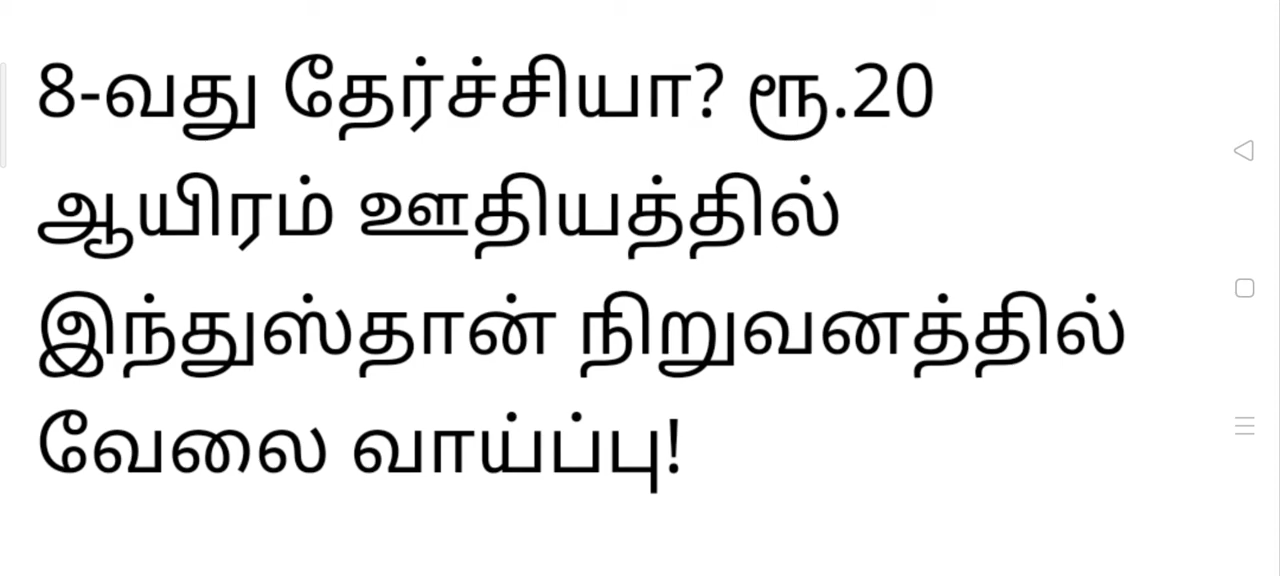 8-வது தேர்ச்சியா? ரூ.20
ஆயிரம் ஊதியத்தில்
இந்துஸ்தான் நிறுவனத்தில்
வேலை வாய்ப்பு!